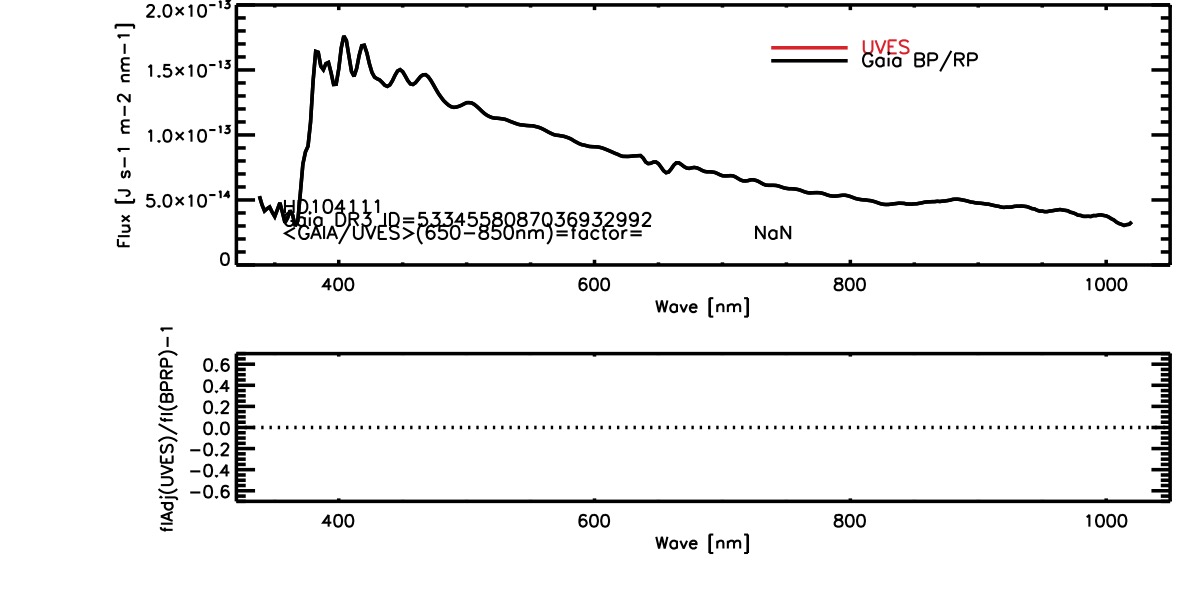 2.0×10−13
1.5×10−13
1.0×10−13
5.0×10−14
0
Flux [J s−1 m−2 nm−1]
UVES
Gaia BP/RP
HD104111
Gaia DR3 ID=5334558087036932992
<GAIA/UVES>(650−850nm)=factor= NaN
400 600 800 1000
Wave [nm]
0.6
0.4
0.2
0.0
−0.2
−0.4
−0.6
flAdj(UVES)/fl(BPRP)−1
400 600 800 1000
Wave [nm]